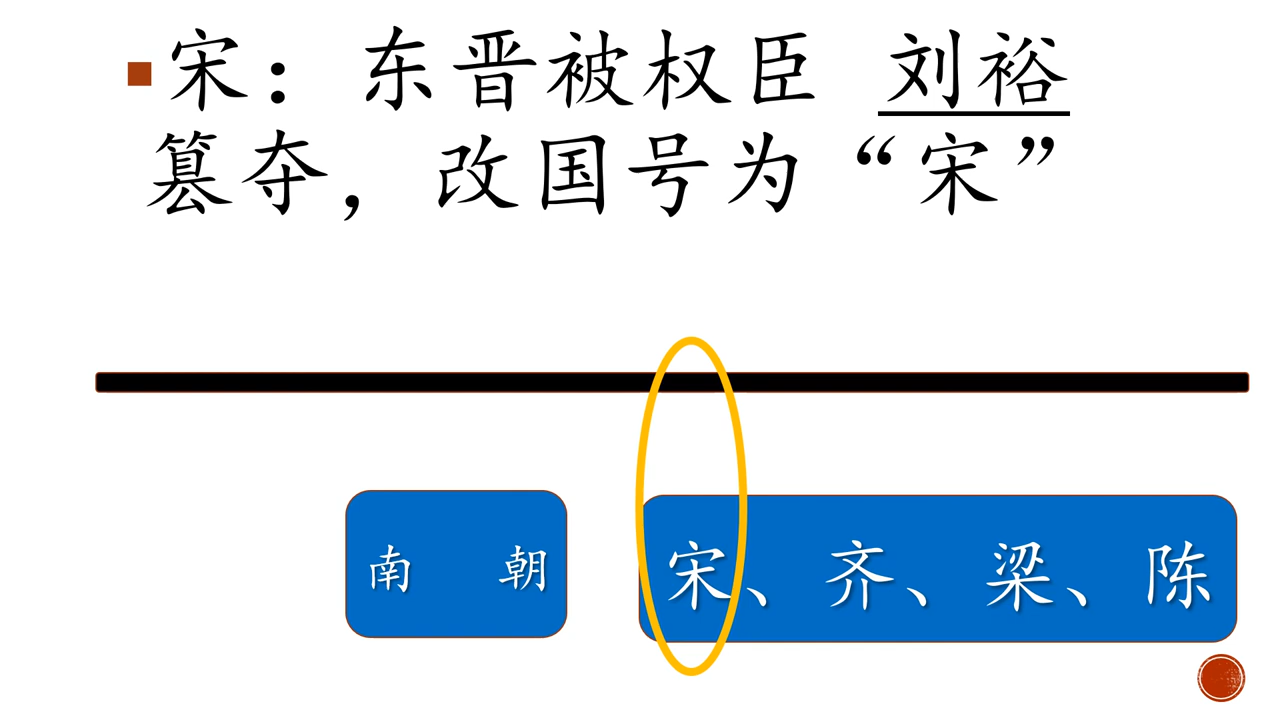 宋：东晋被权臣 刘裕
篡夺，改国号为“宋”
南 朝
宋、齐、梁、陈